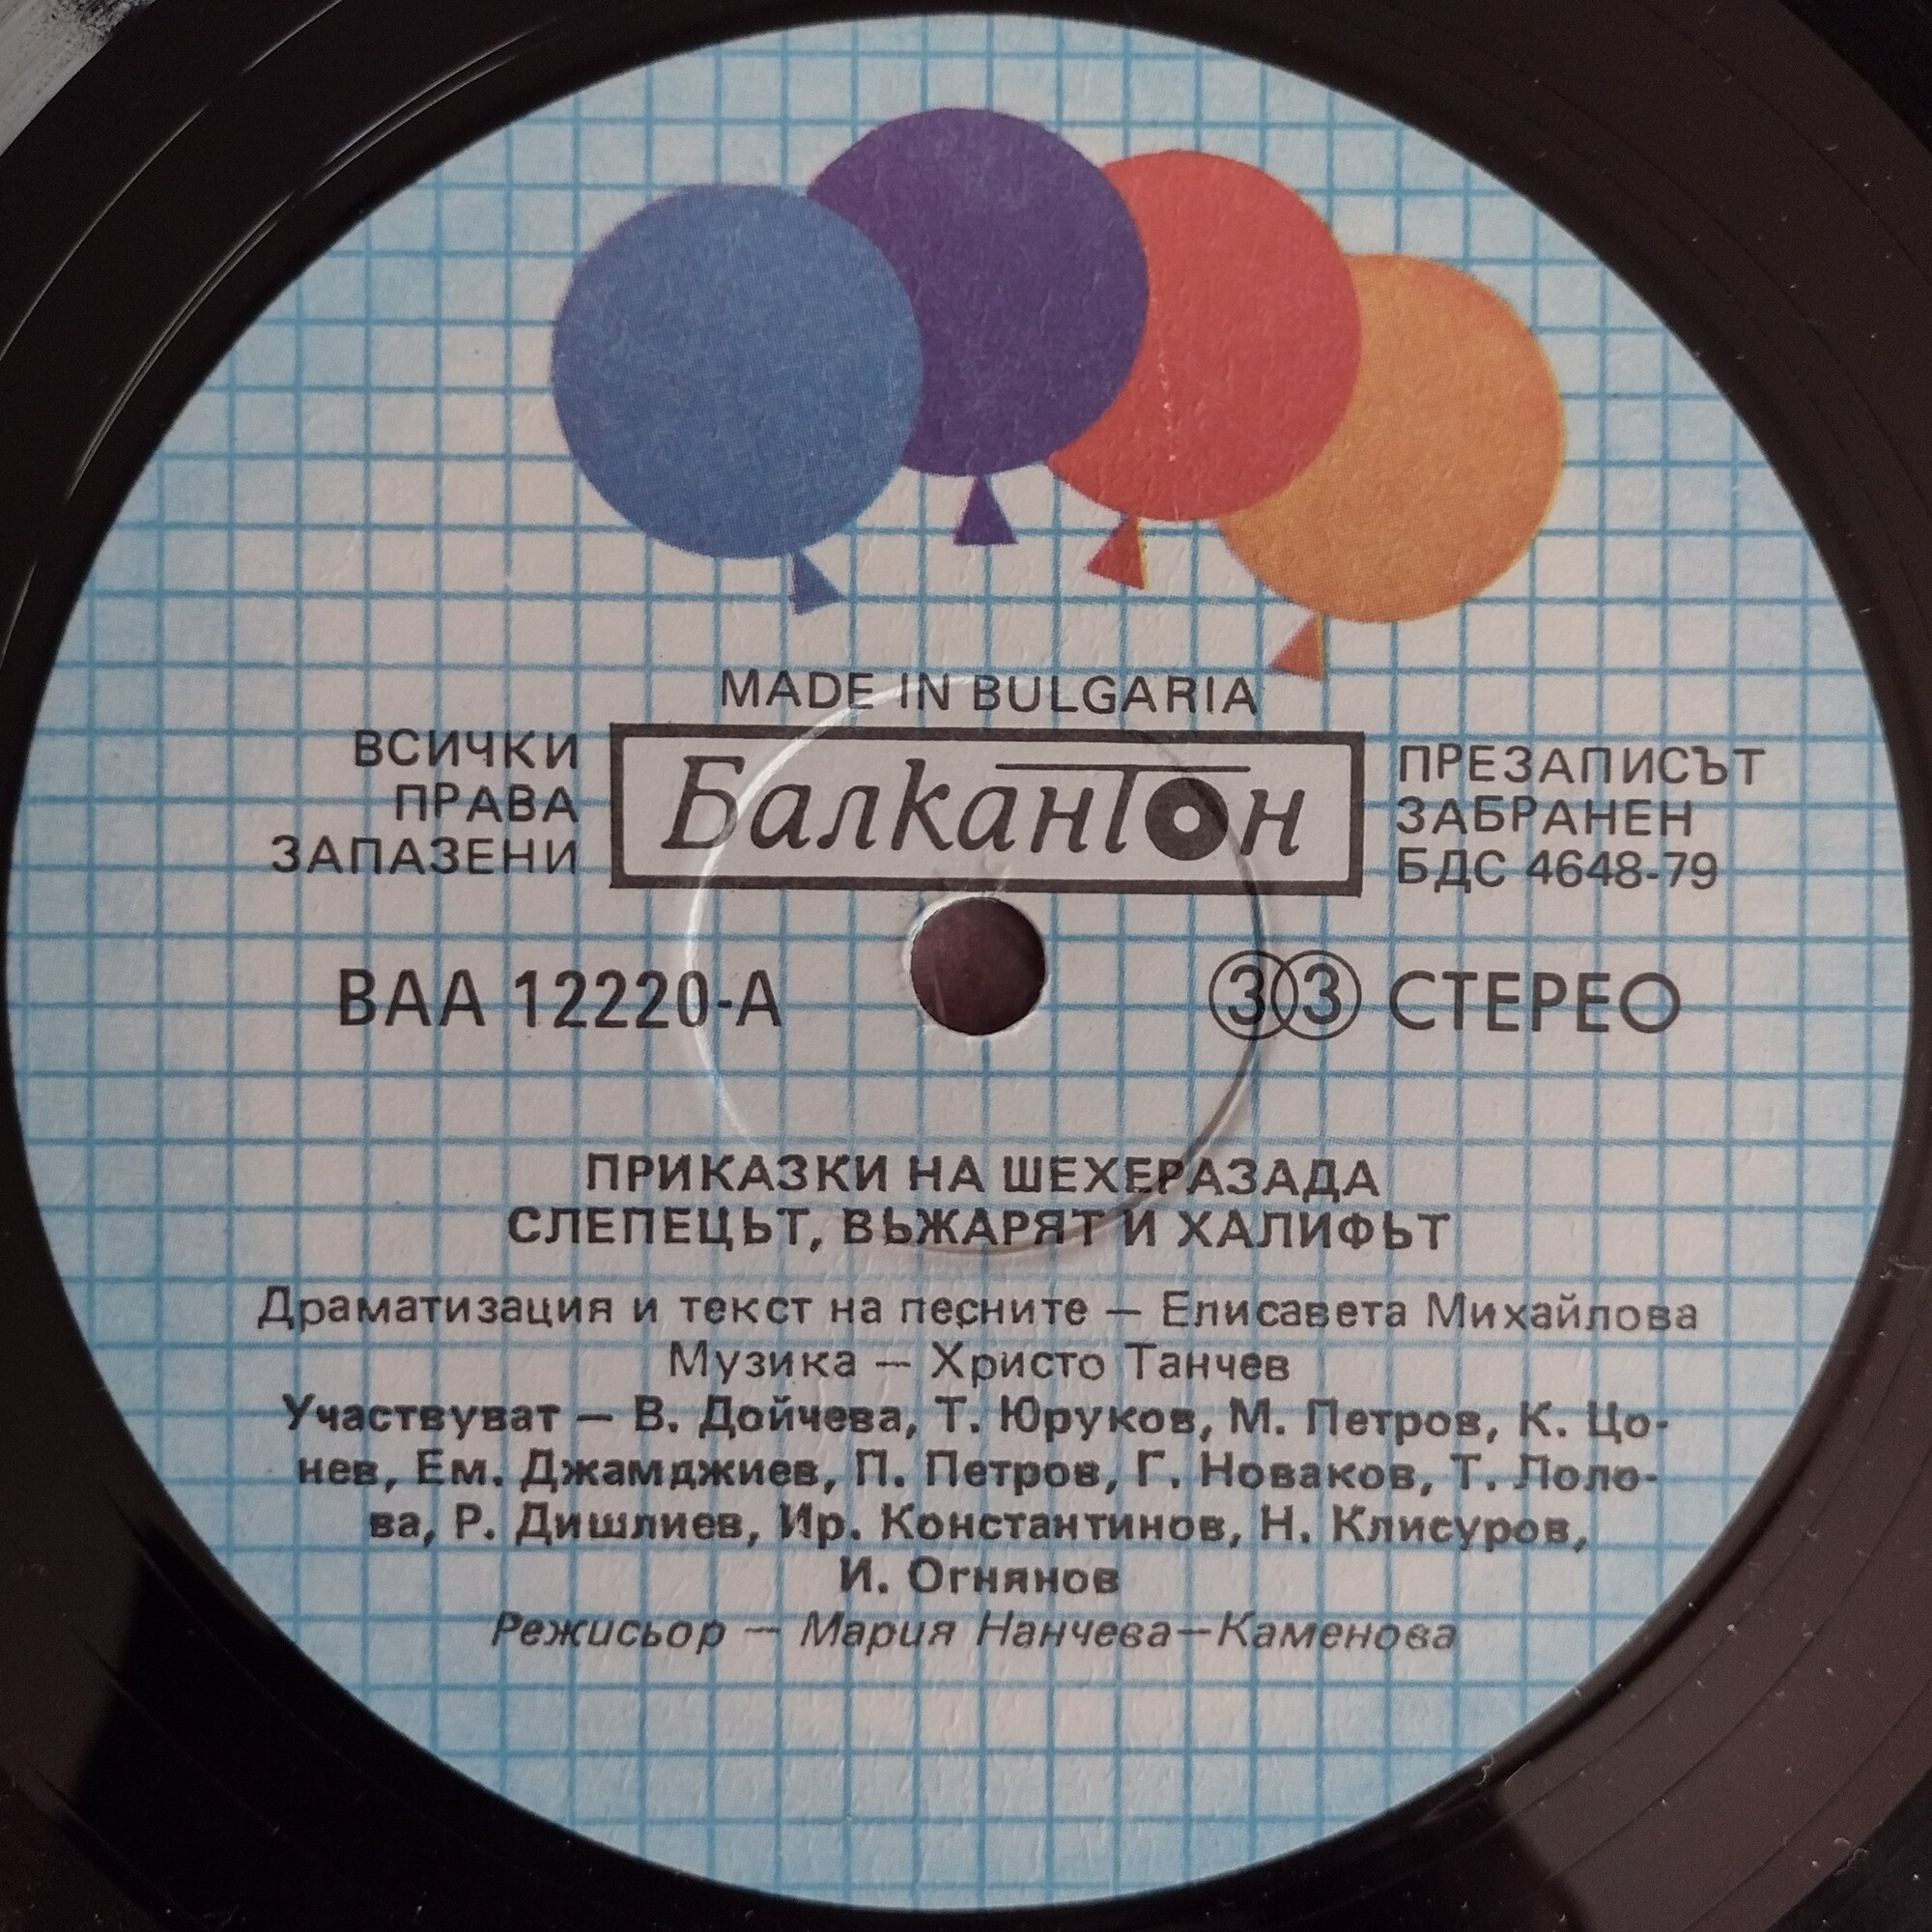 MADE IN BULGARIA
ВСИЧКИ
ПРАВА
ЗАПАЗЕНИ
Балкантон
ПРЕЗАПИСЪТ
ЗАБРАНЕН
БДС 4648-79
ВАА 12220-А
33 СТЕРЕО
ПРИКАЗКИ НА ШЕХЕРАЗАДА
СЛЕПЕЦЪТ, ВЪЖАРЯТ И ХАЛИФЪТ
Драматизация и текст на песните — Елисавета Михайлова
Музика — Христо Танчев
Участвуват — В. Дойчева, Т. Юруков, М. Петров, К. Цо-
нев, Ем. Джамджиев, П. Петров, Г. Новаков, Т. Лоло-
ва, Р. Дишлиев, Ир. Константинов, Н. Клисуров,
И. Огнянов
Режисьор — Мария Нанчева—Каменова